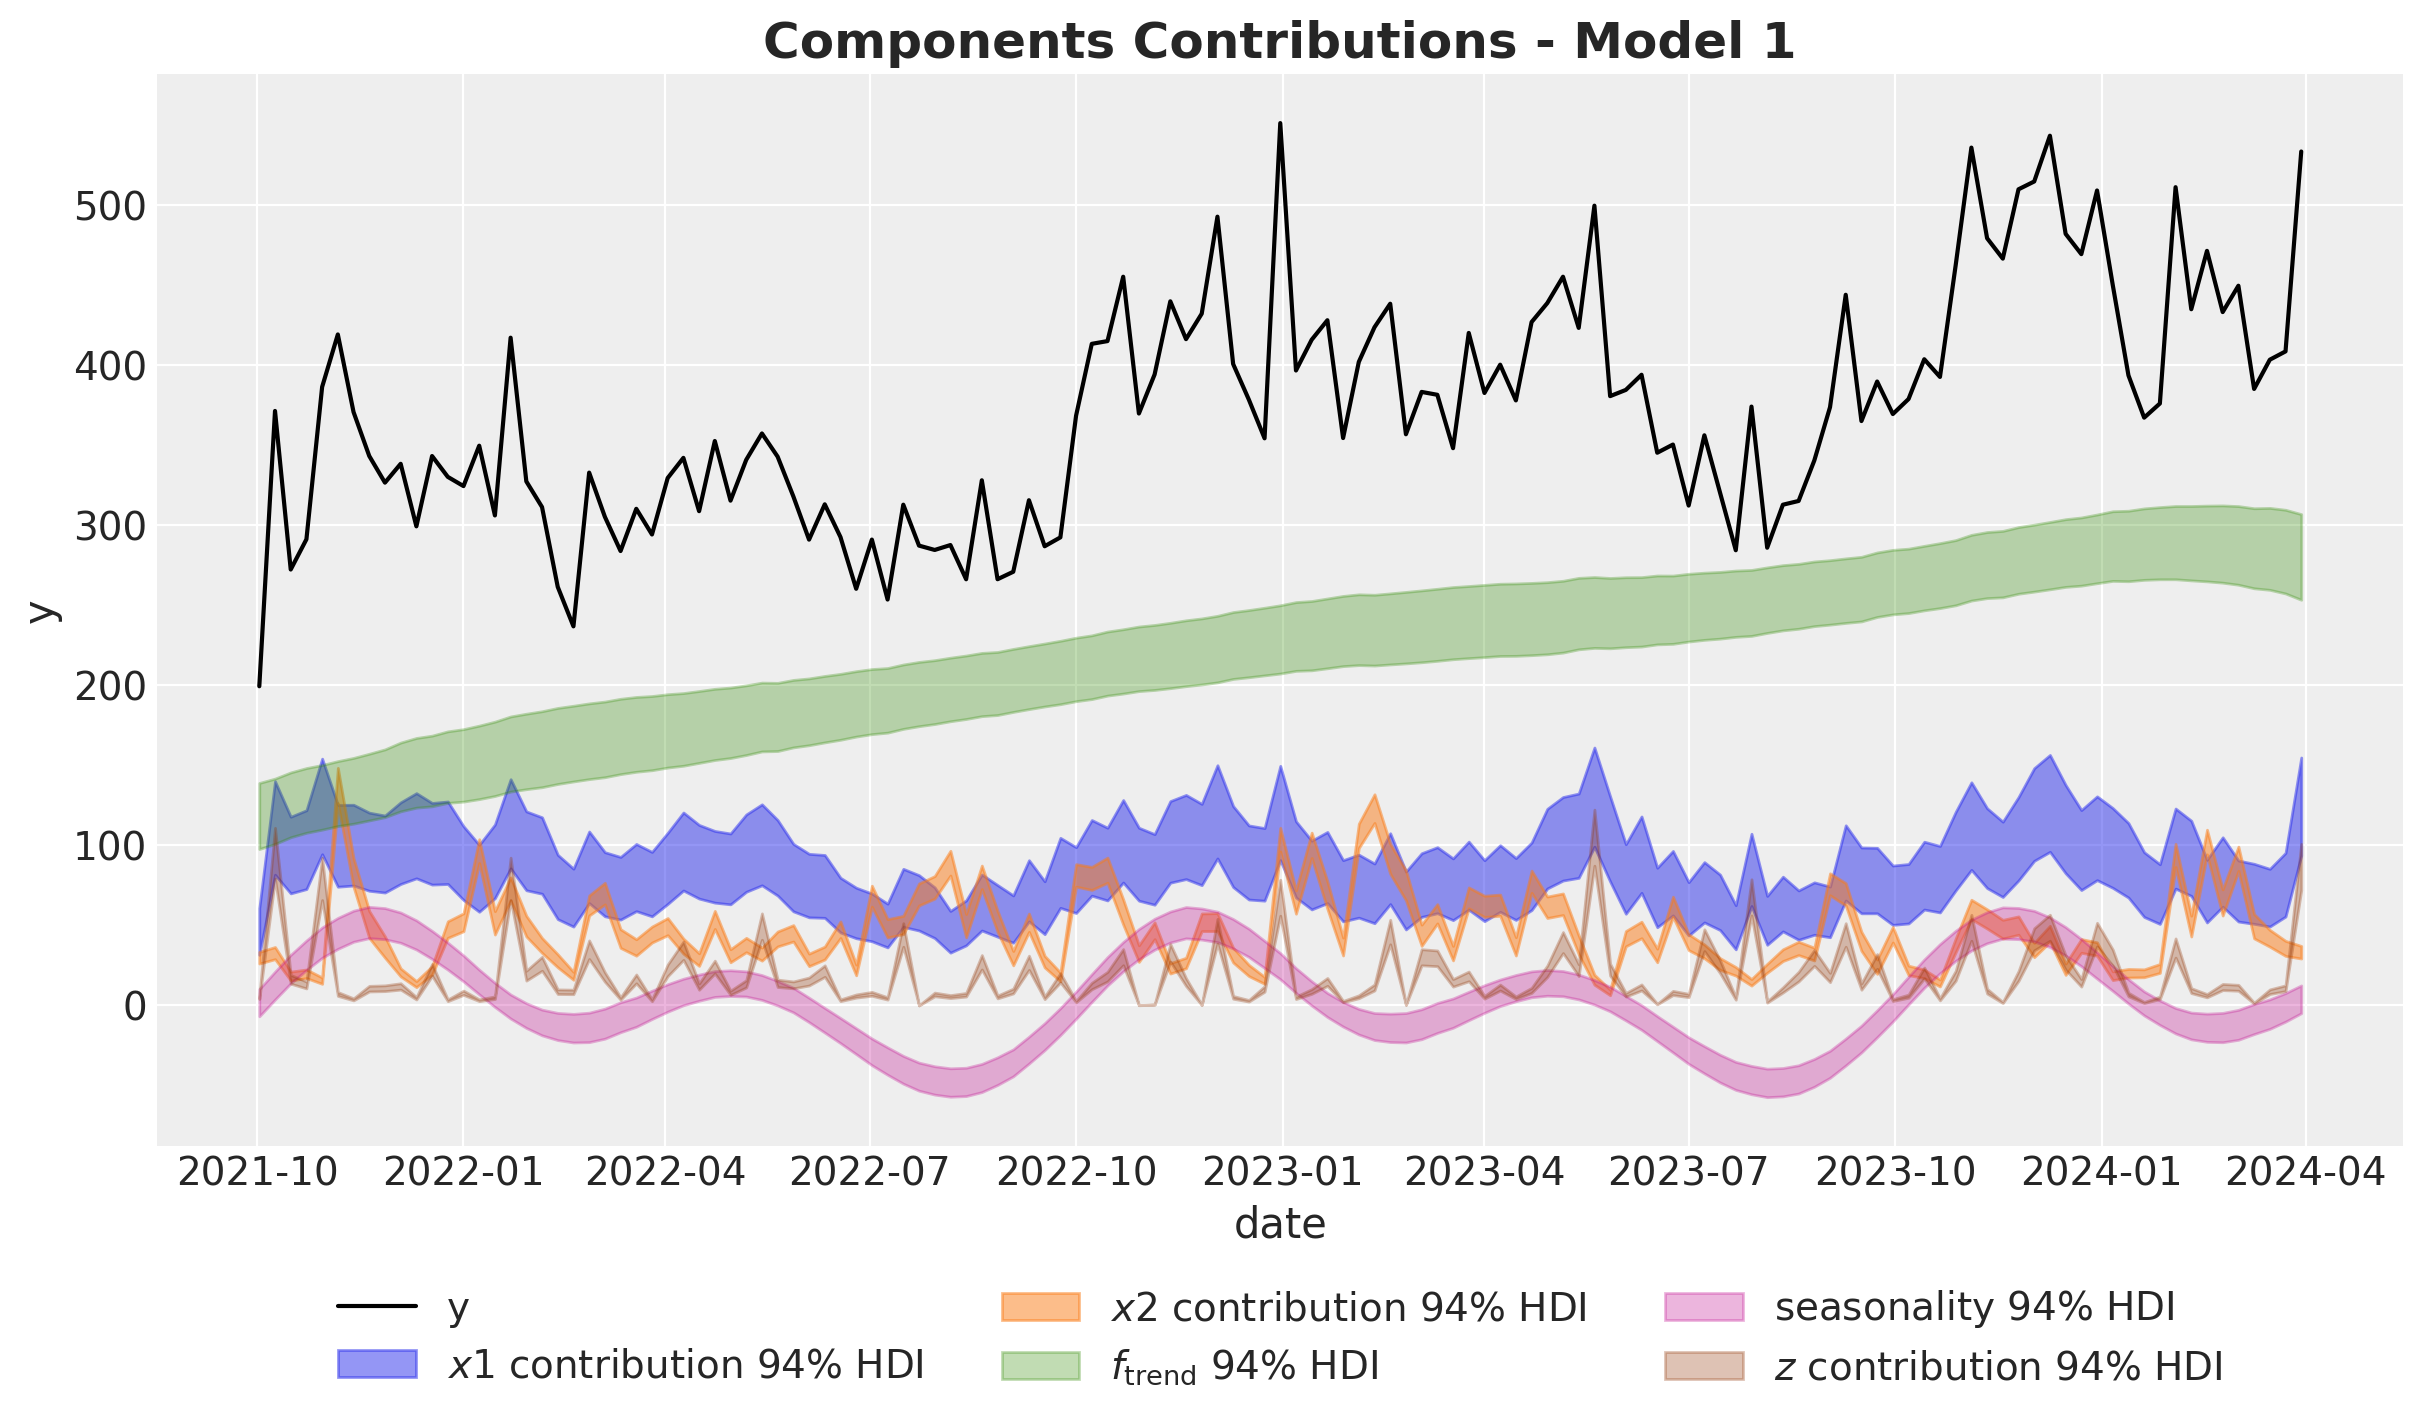 Components Contributions - Model 1
y
500
400
300
200
100
0
2021-10 2022-01 2022-04 2022-07 2022-10 2023-01 2023-04 2023-07 2023-10 2024-01 2024-04
date
y
x1 contribution 94% HDI
x2 contribution 94% HDI
f_trend 94% HDI
seasonality 94% HDI
z contribution 94% HDI